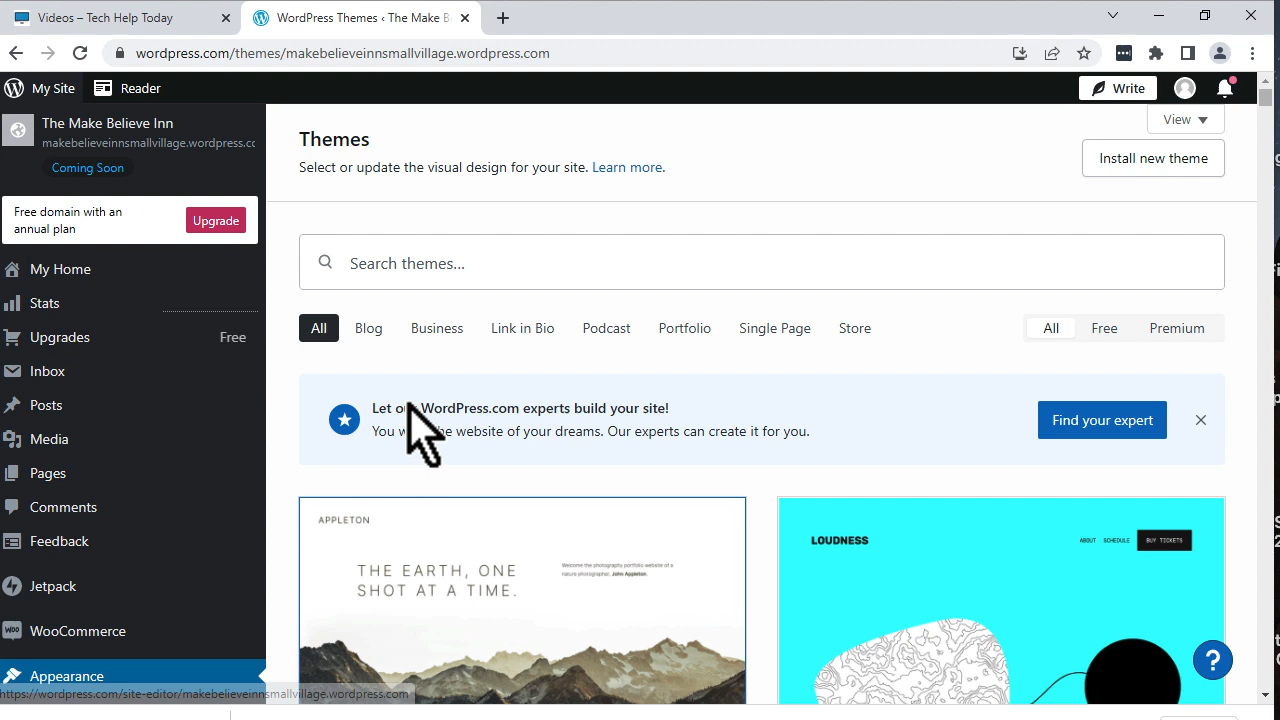 Videos – Tech Help Today
WordPress Themes ‹ The Make B
wordpress.com/themes/makebelieveinnsmallvillage.wordpress.com
My Site
Reader
Write
The Make Believe Inn
makebelieveinnsmallvillage.wordpress.cc
Coming Soon
Free domain with an
annual plan
Upgrade
My Home
Stats
Upgrades Free
Inbox
Posts
Media
Pages
Comments
Feedback
Jetpack
WooCommerce
Appearance
https://wordpress.com/site-editor/makebelieveinnsmallvillage.wordpress.com
View
Themes
Select or update the visual design for your site. Learn more.
Install new theme
Search themes...
All Blog Business Link in Bio Podcast Portfolio Single Page Store
All Free Premium
Let WordPress.com experts build your site!
You website of your dreams. Our experts can create it for you.
Find your expert
APPLETON
THE EARTH, ONE
SHOT AT A TIME.
Welcome the photography portfolio website of a
nature photographer, John Appleton.
LOUDNESS
ABOUT SCHEDULE BUY TICKETS
?